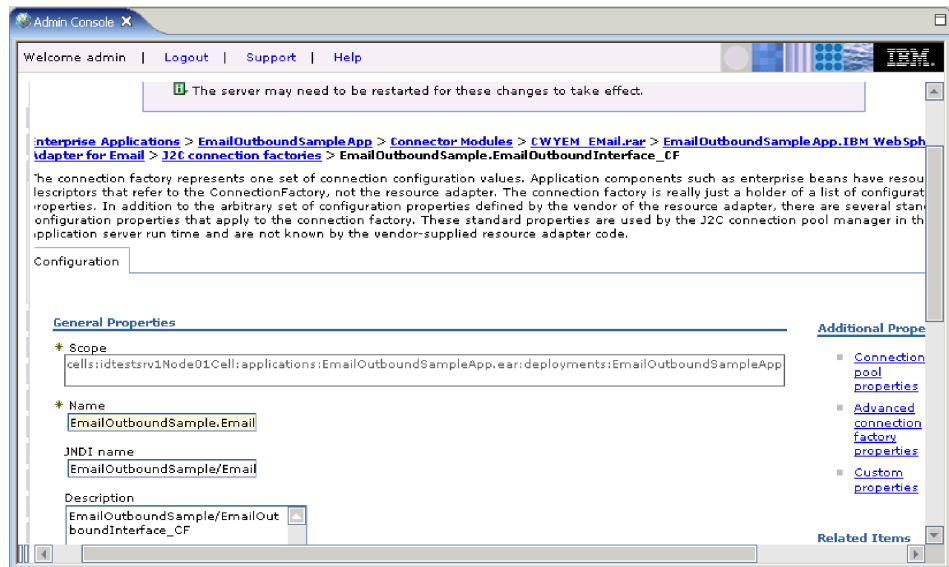 Admin Console
Welcome admin | Logout | Support | Help IBM.
The server may need to be restarted for these changes to take effect.
Enterprise Applications > EmailOutboundSampleApp > Connector Modules > CWYEM_EMail.rar > EmailOutboundSampleApp.IBM WebSph
Adapter for Email > J2C connection factories > EmailOutboundSample.EmailOutboundInterface_CF
The connection factory represents one set of connection configuration values. Application components such as enterprise beans have resou
descriptors that refer to the ConnectionFactory, not the resource adapter. The connection factory is really just a holder of a list of configurat
properties. In addition to the arbitrary set of configuration properties defined by the vendor of the resource adapter, there are several stan
configuration properties that apply to the connection factory. These standard properties are used by the J2C connection pool manager in th
application server run time and are not known by the vendor-supplied resource adapter code.
Configuration
General Properties
* Scope
cells:idtestsrv1Node01Cell:applications:EmailOutboundSampleApp.ear:deployments:EmailOutboundSampleApp
* Name
EmailOutboundSample.Email
JNDI name
EmailOutboundSample/Email
Description
EmailOutboundSample/EmailOut
boundInterface_CF
Additional Prope
Connection
pool
properties
Advanced
connection
factory
properties
Custom
properties
Related Items